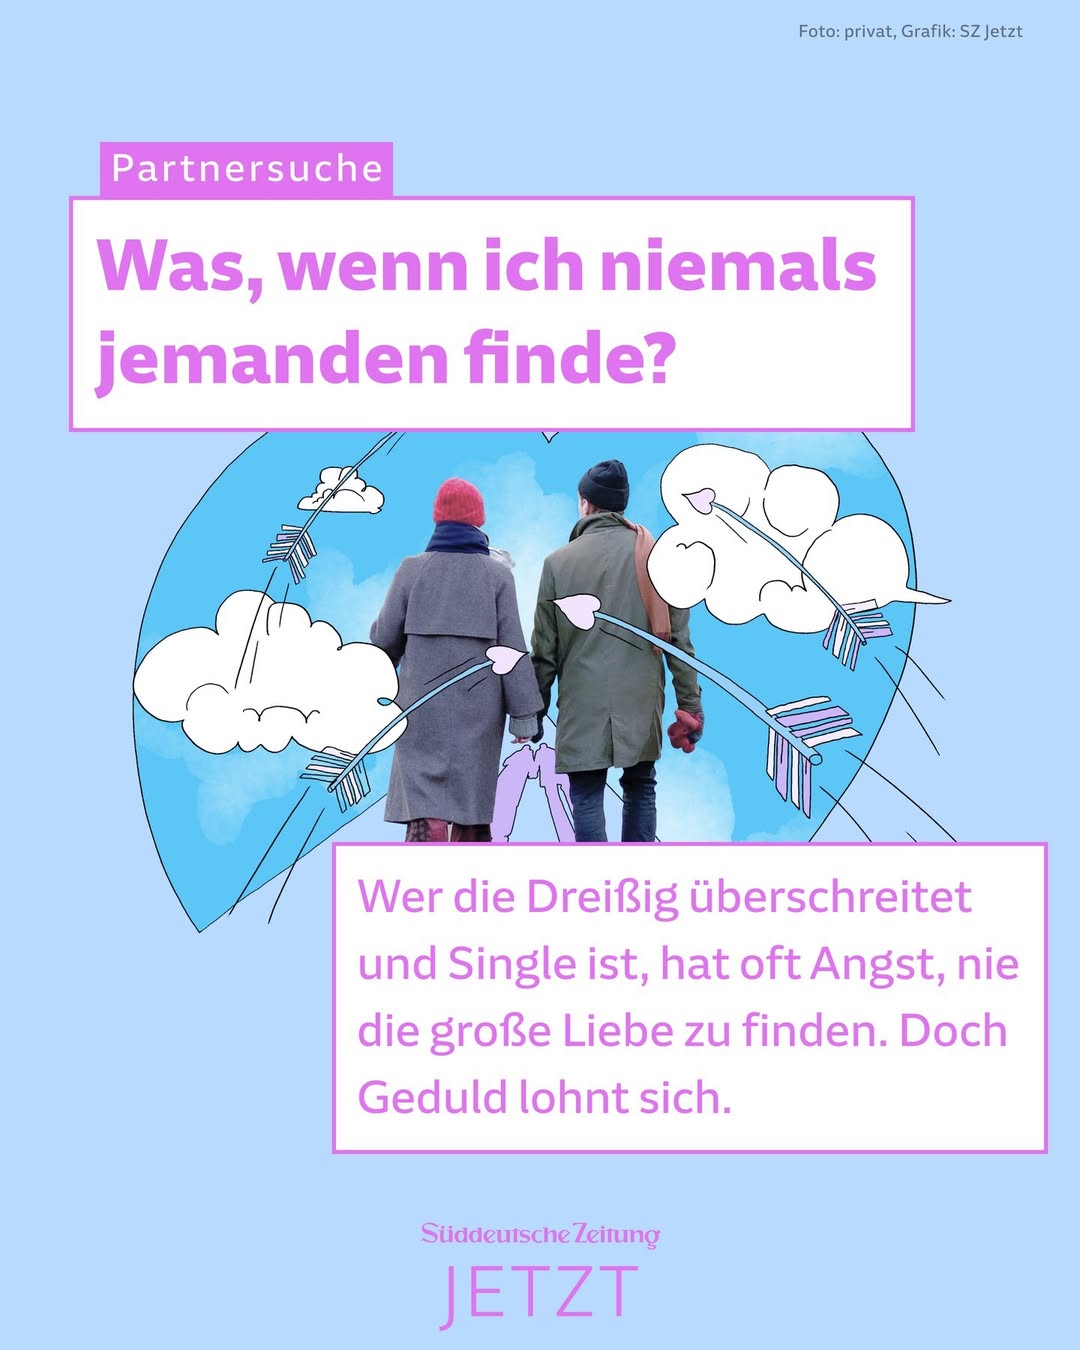 Foto: privat, Grafik: SZ Jetzt
Partnersuche
Was, wenn ich niemals
jemanden finde?
Wer die Dreißig überschreitet
und Single ist, hat oft Angst, nie
die große Liebe zu finden. Doch
Geduld lohnt sich.
Süddeutsche Zeitung
JETZT